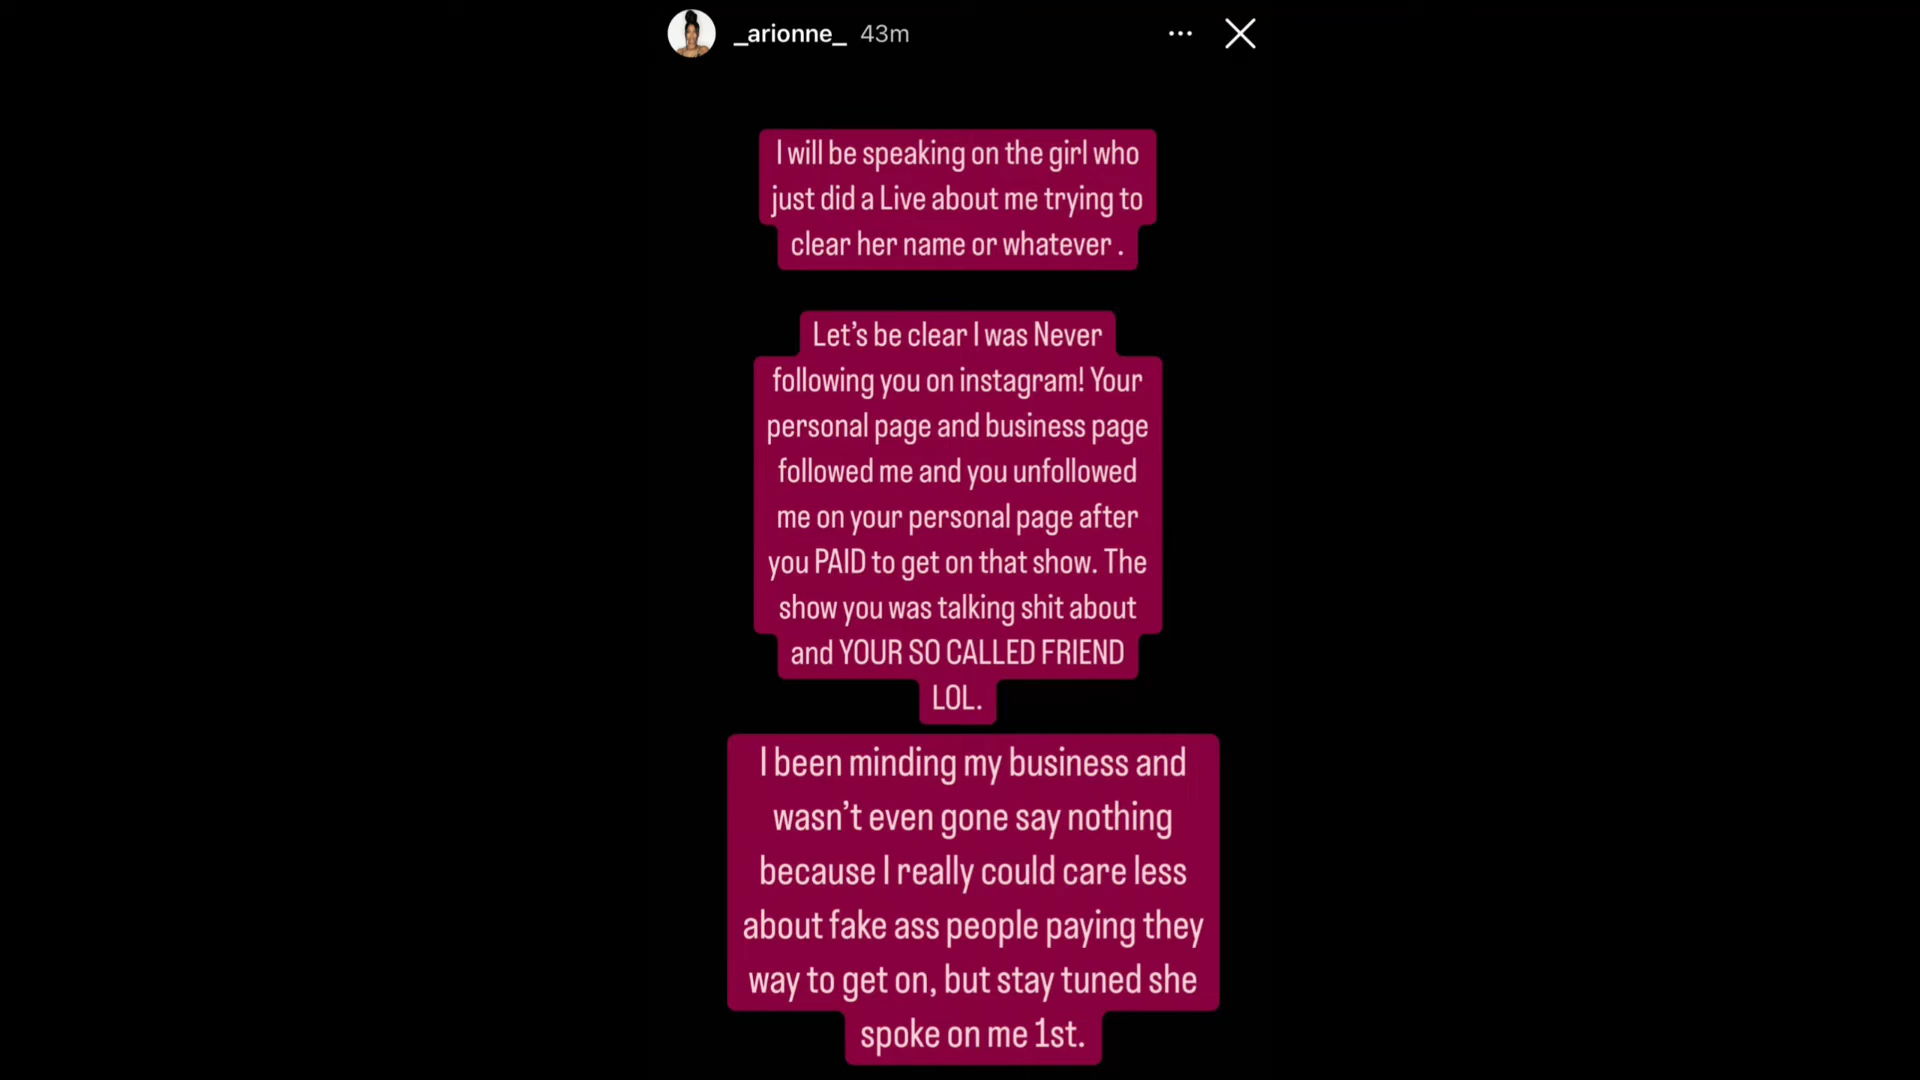 _arionne_ 43m
I will be speaking on the girl who
just did a Live about me trying to
clear her name or whatever .
Let's be clear I was Never
following you on instagram! Your
personal page and business page
followed me and you unfollowed
me on your personal page after
you PAID to get on that show. The
show you was talking shit about
and YOUR SO CALLED FRIEND
LOL.
I been minding my business and
wasn't even gone say nothing
because I really could care less
about fake ass people paying they
way to get on, but stay tuned she
spoke on me 1st.